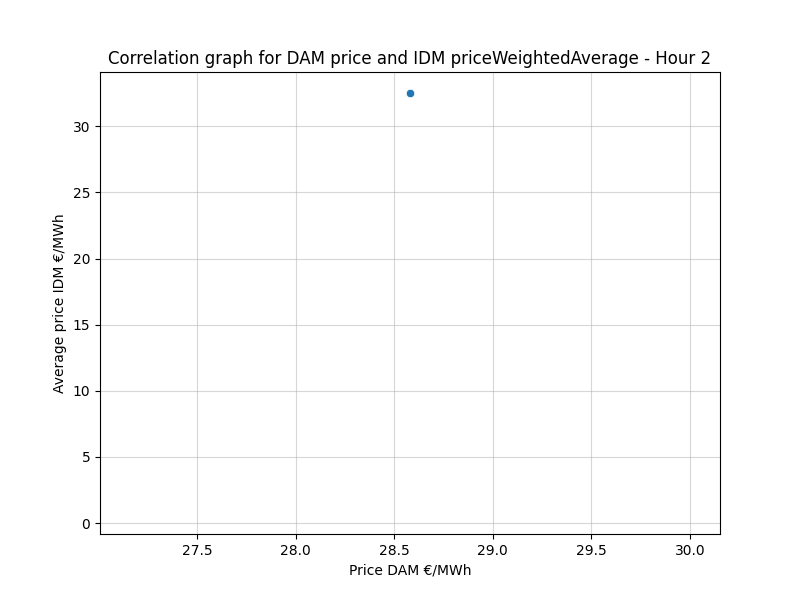 Correlation graph for DAM price and IDM priceWeightedAverage - Hour 2
30
25
20
15
10
5
0
Average price IDM €/MWh
27.5 28.0 28.5 29.0 29.5 30.0
Price DAM €/MWh